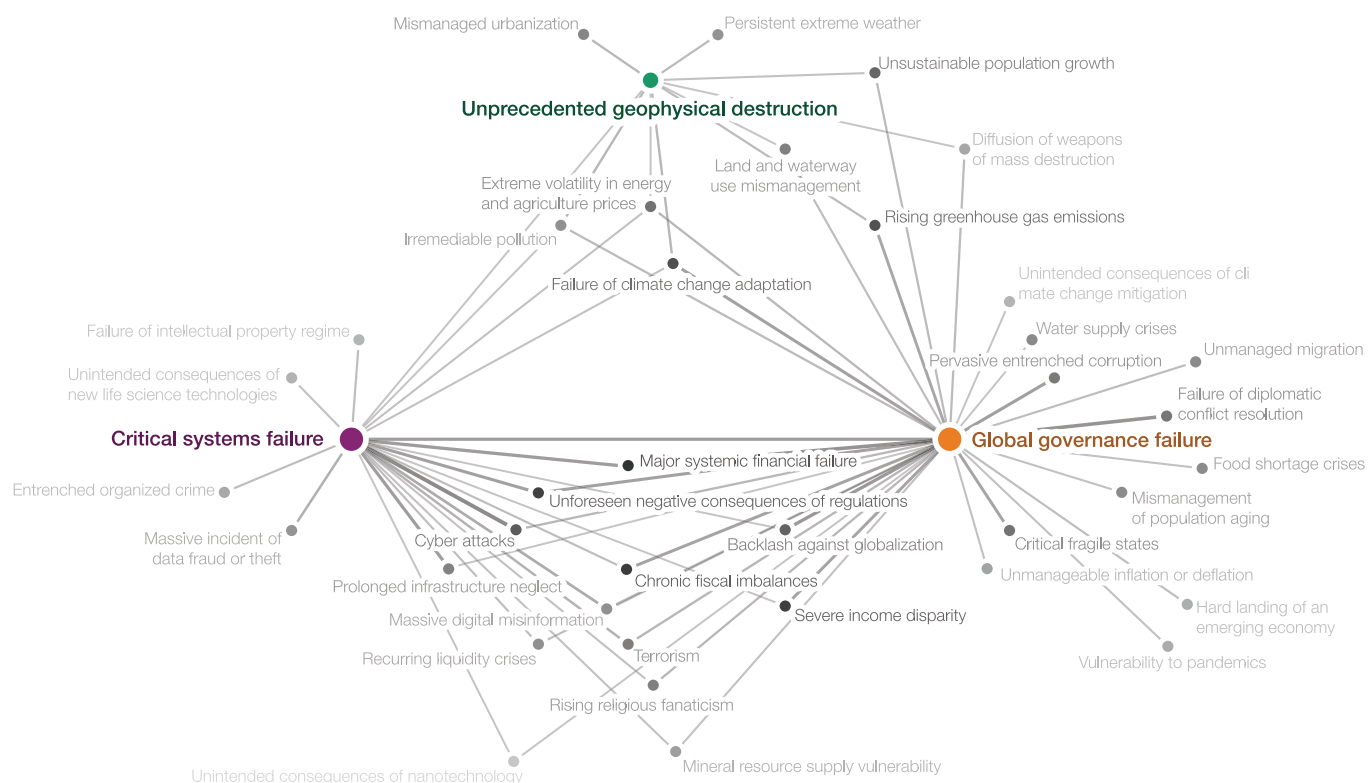 Mismanaged urbanization
Persistent extreme weather
Unsustainable population growth
Unprecedented geophysical destruction
Diffusion of weapons
of mass destruction
Land and waterway
use mismanagement
Extreme volatility in energy
and agriculture prices
Rising greenhouse gas emissions
Irremediable pollution
Failure of climate change adaptation
Unintended consequences of cli
mate change mitigation
Failure of intellectual property regime
Water supply crises
Unmanaged migration
Pervasive entrenched corruption
Unintended consequences of
new life science technologies
Failure of diplomatic
conflict resolution
Critical systems failure
Global governance failure
Major systemic financial failure
Food shortage crises
Entrenched organized crime
Unforeseen negative consequences of regulations
Mismanagement
of population aging
Massive incident of
data fraud or theft
Cyber attacks
Backlash against globalization
Critical fragile states
Prolonged infrastructure neglect
Chronic fiscal imbalances
Unmanageable inflation or deflation
Massive digital misinformation
Severe income disparity
Hard landing of an
emerging economy
Recurring liquidity crises
Terrorism
Vulnerability to pandemics
Rising religious fanaticism
Mineral resource supply vulnerability
Unintended consequences of nanotechnology